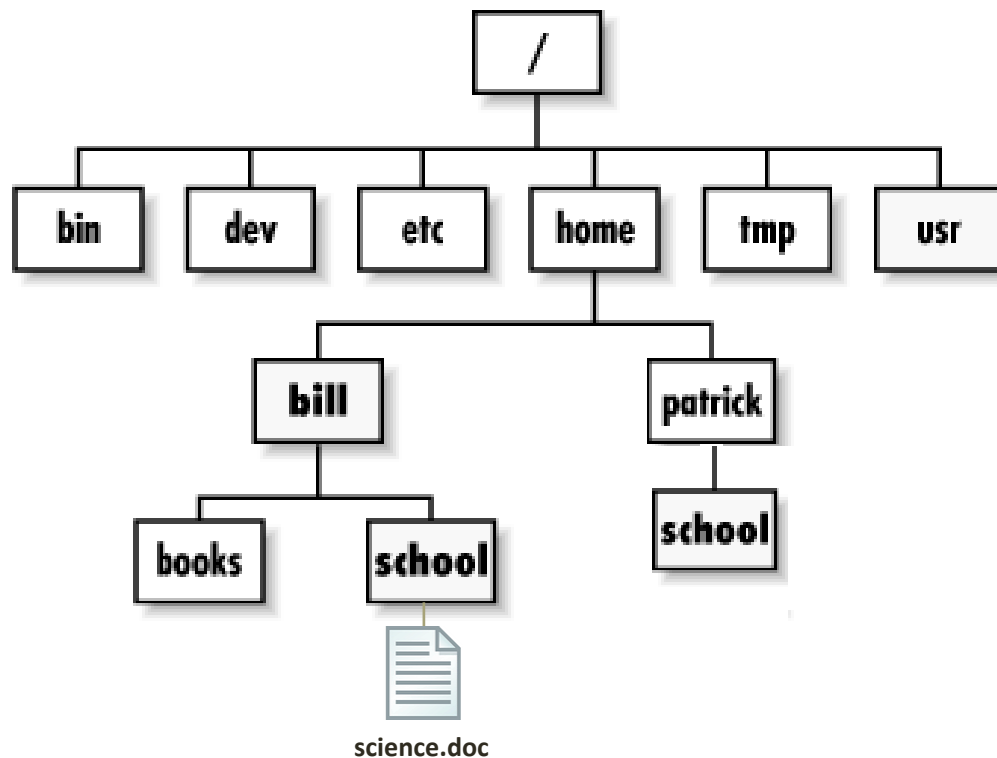 /
bin dev etc home tmp usr
bill patrick
books school school
science.doc